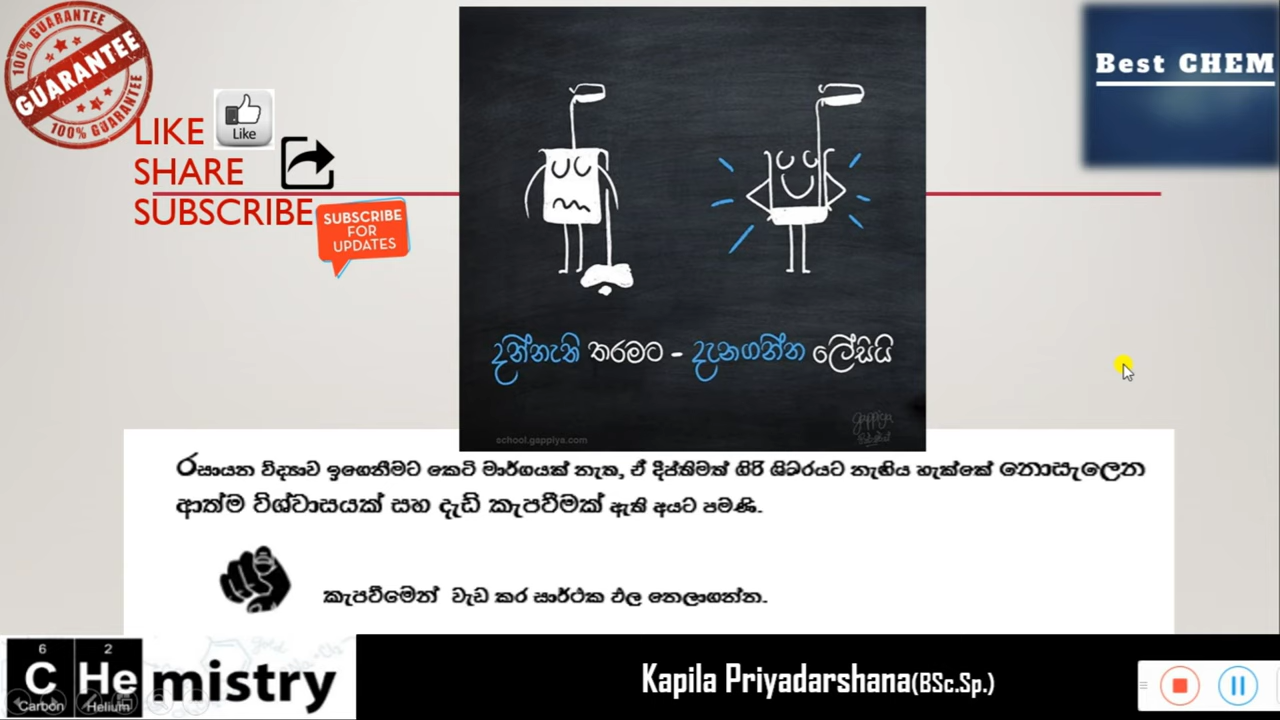 100% GUARANTEE
GUARANTEE
100% GUARANTEE
LIKE
Like
SHARE
SUBSCRIBE
SUBSCRIBE
FOR
UPDATES
Best CHEM
දන්නැති තරමට - දැනගන්න ලේසියි
school.gappiya.com
gappiya
රසායන විද්‍යාව ඉගෙනීමට කෙටි මාර්ගයක් නැත, ඒ දීප්තිමත් ගිරි ශිඛරයට නැඟිය හැක්කේ නොසැලෙන
ආත්ම විශ්වාසයක් සහ දැඩි කැපවීමක් ඇති අයට පමණි.
කැපවීමෙන් වැඩ කර සාර්ථක ඵල නෙලාගන්න.
6 2
C He mistry
Carbon Helium
Kapila Priyadarshana(BSc.Sp.)